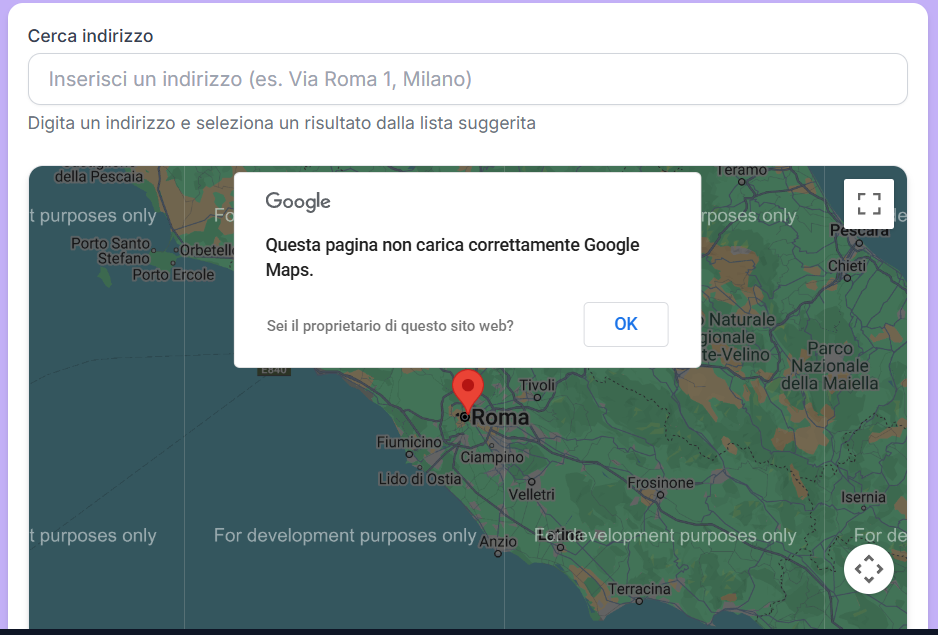 Cerca indirizzo
Inserisci un indirizzo (es. Via Roma 1, Milano)
Digita un indirizzo e seleziona un risultato dalla lista suggerita
della Pescaia
Teramo
t purposes only
Fo
rposes only
de
Google
Questa pagina non carica correttamente Google
Maps.
Sei il proprietario di questo sito web?
OK
Porto Santo
Stefano
Orbetello
Porto Ercole
Pescara
Chieti
Naturale
gionale
te-Velino
Parco
Nazionale
della Maiella
E840
Tivoli
Roma
Fiumicino
Ciampino
Lido di Ostia
Velletri
Frosinone
Isernia
t purposes only
For development purposes only
Anzio
Latina
For development purposes only
For de
Terracina